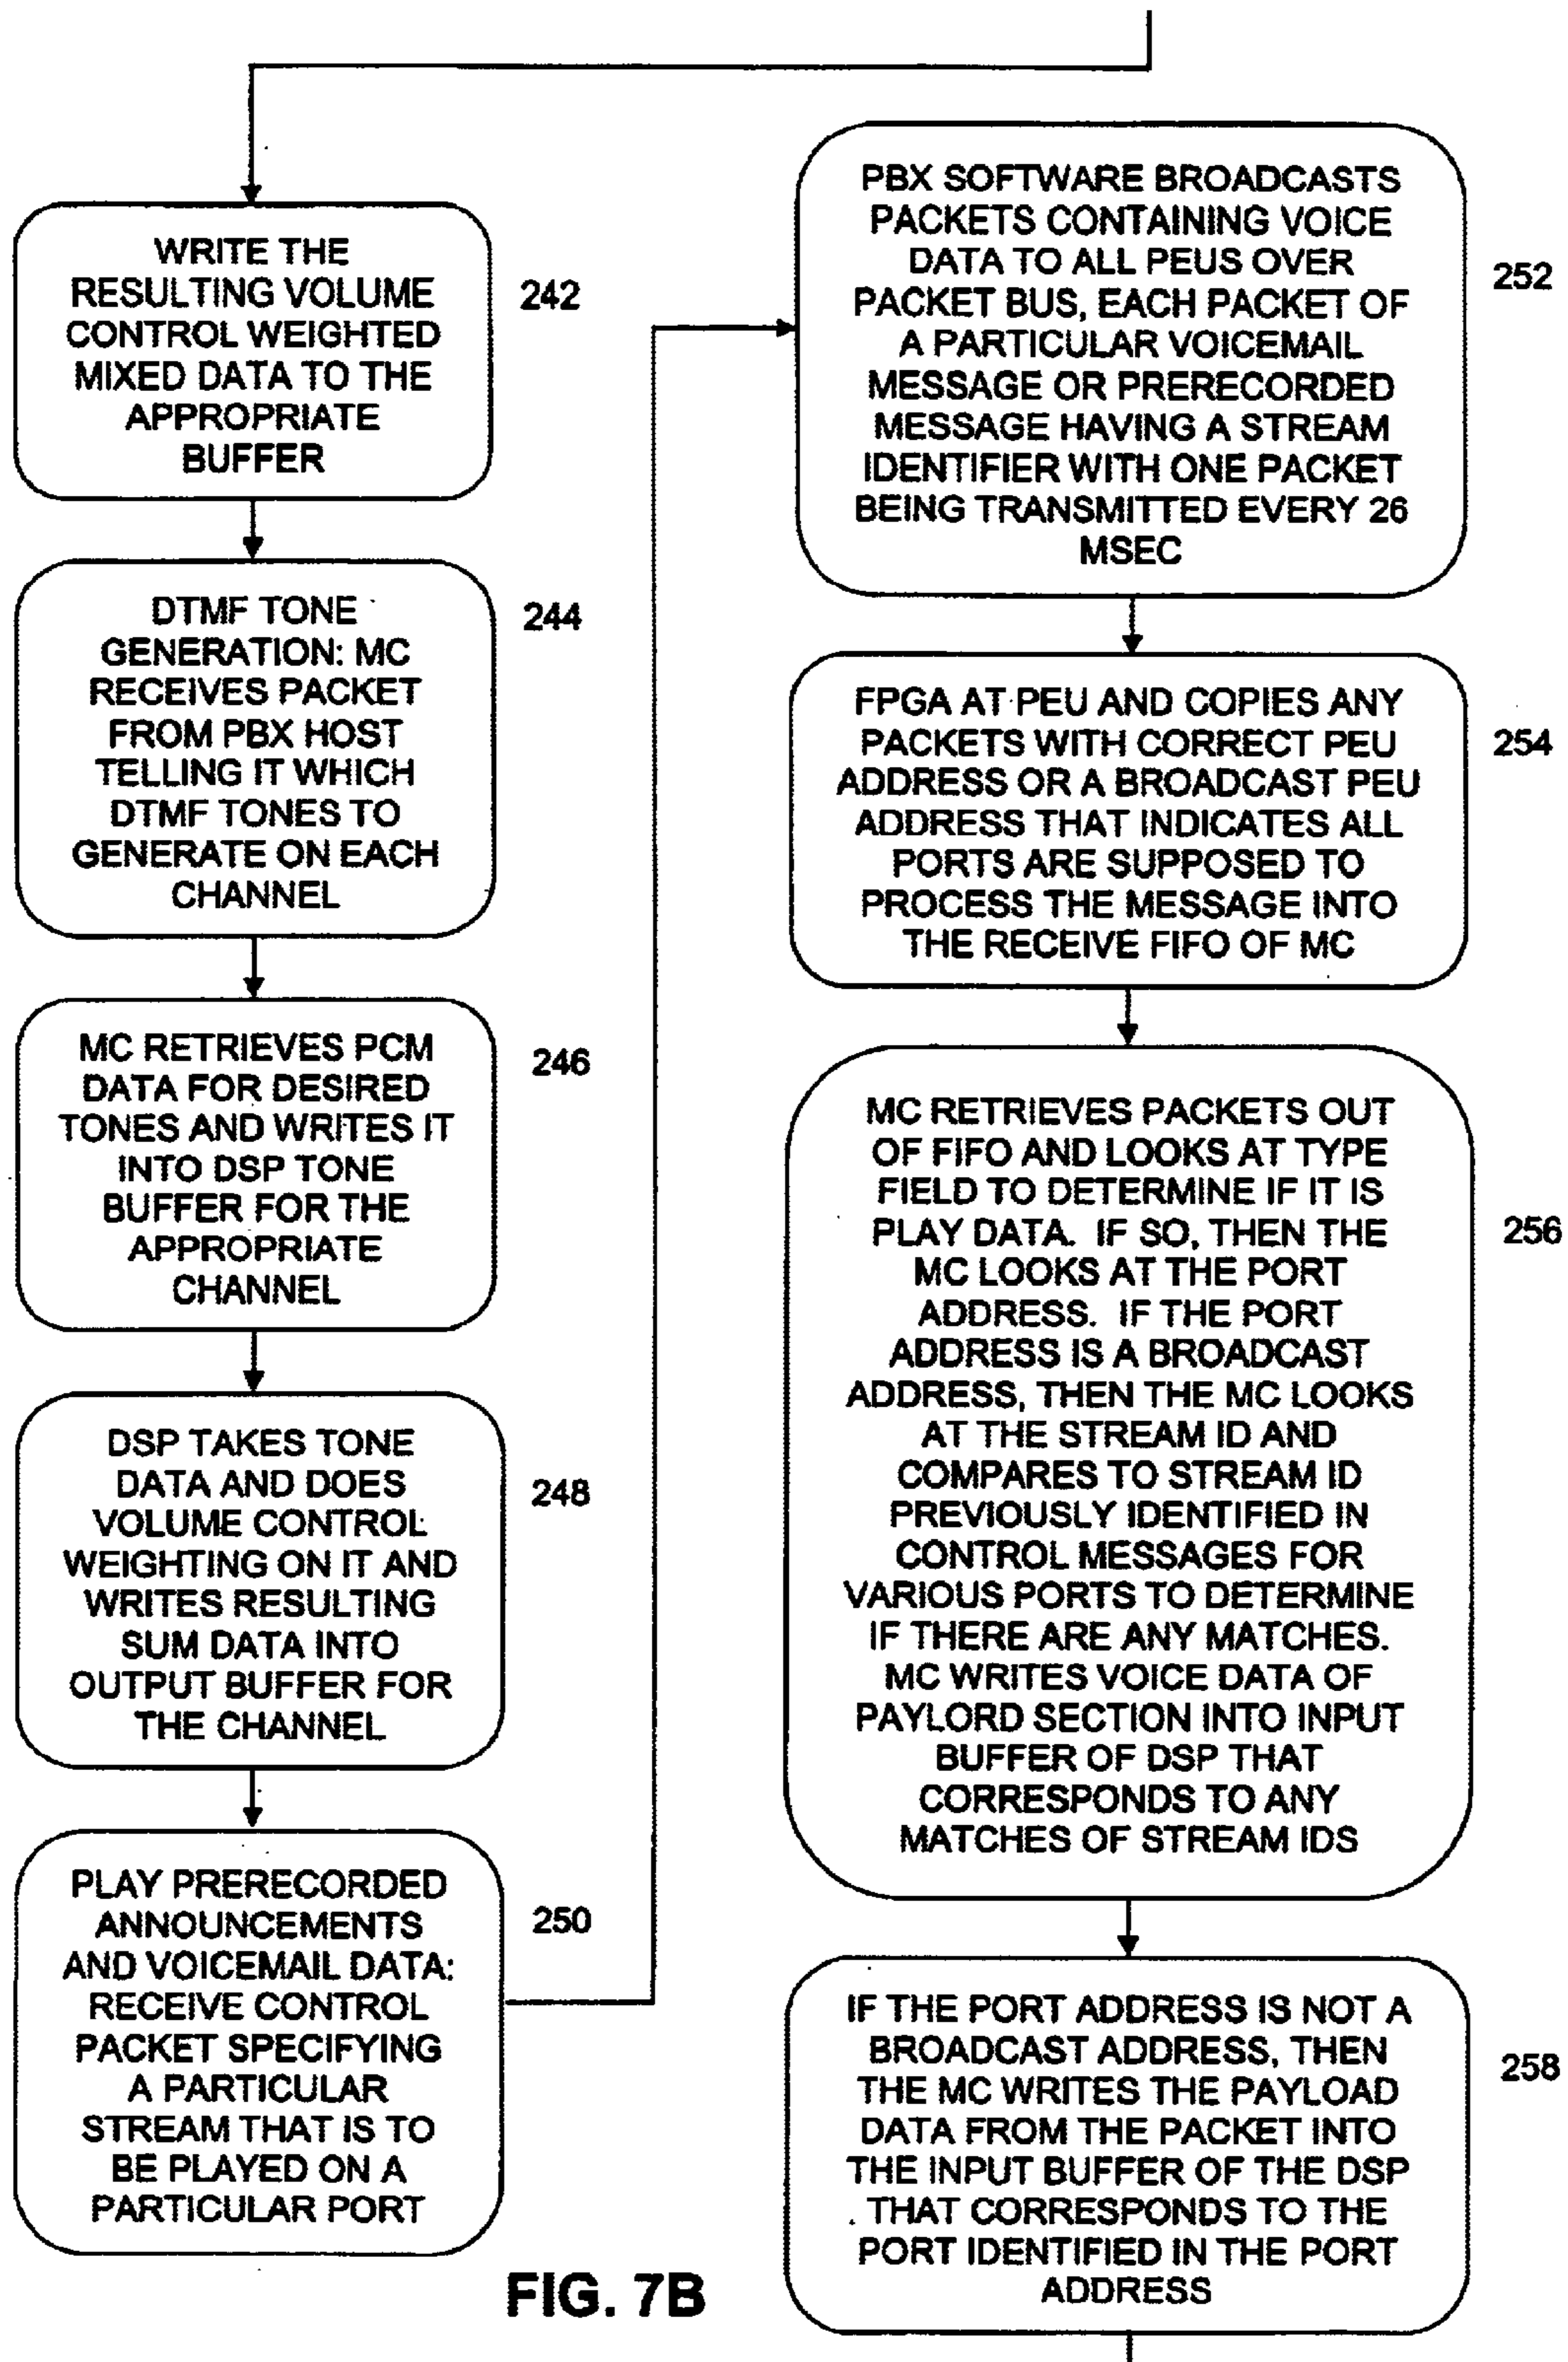 WRITE THE
RESULTING VOLUME
CONTROL WEIGHTED
MIXED DATA TO THE
APPROPRIATE
BUFFER
242
DTMF TONE
GENERATION: MC
RECEIVES PACKET
FROM PBX HOST
TELLING IT WHICH
DTMF TONES TO
GENERATE ON EACH
CHANNEL
244
MC RETRIEVES PCM
DATA FOR DESIRED
TONES AND WRITES IT
INTO DSP TONE
BUFFER FOR THE
APPROPRIATE
CHANNEL
246
DSP TAKES TONE
DATA AND DOES
VOLUME CONTROL
WEIGHTING ON IT AND
WRITES RESULTING
SUM DATA INTO
OUTPUT BUFFER FOR
THE CHANNEL
248
PLAY PRERECORDED
ANNOUNCEMENTS
AND VOICEMAIL DATA:
RECEIVE CONTROL
PACKET SPECIFYING
A PARTICULAR
STREAM THAT IS TO
BE PLAYED ON A
PARTICULAR PORT
250
PBX SOFTWARE BROADCASTS
PACKETS CONTAINING VOICE
DATA TO ALL PEUS OVER
PACKET BUS, EACH PACKET OF
A PARTICULAR VOICEMAIL
MESSAGE OR PRERECORDED
MESSAGE HAVING A STREAM
IDENTIFIER WITH ONE PACKET
BEING TRANSMITTED EVERY 26
MSEC
252
FPGA AT PEU AND COPIES ANY
PACKETS WITH CORRECT PEU
ADDRESS OR A BROADCAST PEU
ADDRESS THAT INDICATES ALL
PORTS ARE SUPPOSED TO
PROCESS THE MESSAGE INTO
THE RECEIVE FIFO OF MC
254
MC RETRIEVES PACKETS OUT
OF FIFO AND LOOKS AT TYPE
FIELD TO DETERMINE IF IT IS
PLAY DATA. IF SO, THEN THE
MC LOOKS AT THE PORT
ADDRESS. IF THE PORT
ADDRESS IS A BROADCAST
ADDRESS, THEN THE MC LOOKS
AT THE STREAM ID AND
COMPARES TO STREAM ID
PREVIOUSLY IDENTIFIED IN
CONTROL MESSAGES FOR
VARIOUS PORTS TO DETERMINE
IF THERE ARE ANY MATCHES.
MC WRITES VOICE DATA OF
PAYLORD SECTION INTO INPUT
BUFFER OF DSP THAT
CORRESPONDS TO ANY
MATCHES OF STREAM IDS
256
IF THE PORT ADDRESS IS NOT A
BROADCAST ADDRESS, THEN
THE MC WRITES THE PAYLOAD
DATA FROM THE PACKET INTO
THE INPUT BUFFER OF THE DSP
THAT CORRESPONDS TO THE
PORT IDENTIFIED IN THE PORT
ADDRESS
258
FIG. 7B